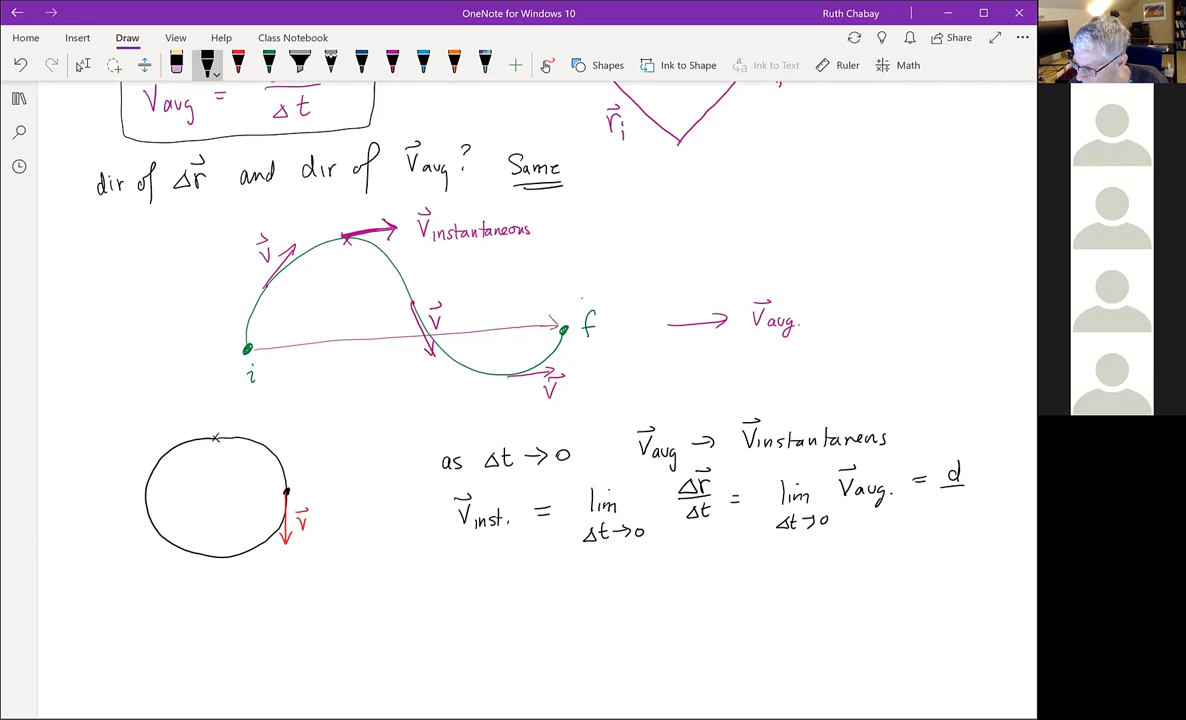 OneNote for Windows 10
Ruth Chabay
Home Insert Draw View Help Class Notebook
Share
Shapes Ink to Shape Ink to Text Ruler Math
V⃗avg = Δt
r⃗i
dir of Δr⃗ and dir of V⃗avg? Same
V⃗
V⃗instantaneous
V⃗
f
V⃗avg.
i
V⃗
as Δt → 0 V⃗avg → V⃗instantanens
V⃗inst. = lim Δt→0 Δr⃗/Δt = lim Δt→0 V⃗avg. = d
V⃗